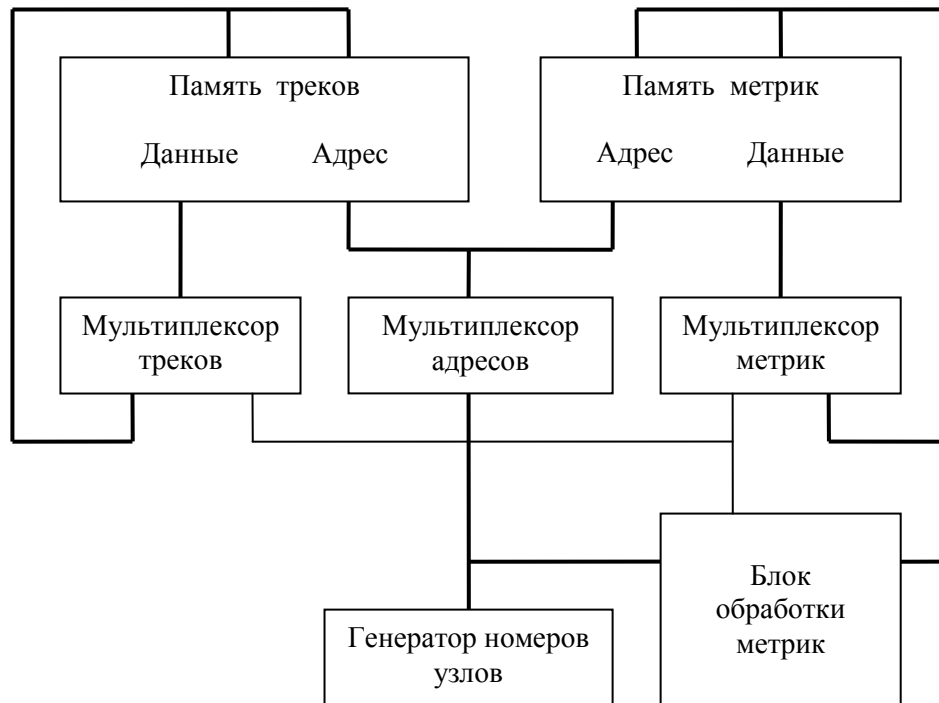 Память треков
Данные Адрес
Память метрик
Адрес Данные
Мультиплексор
треков
Мультиплексор
адресов
Мультиплексор
метрик
Генератор номеров
узлов
Блок
обработки
метрик